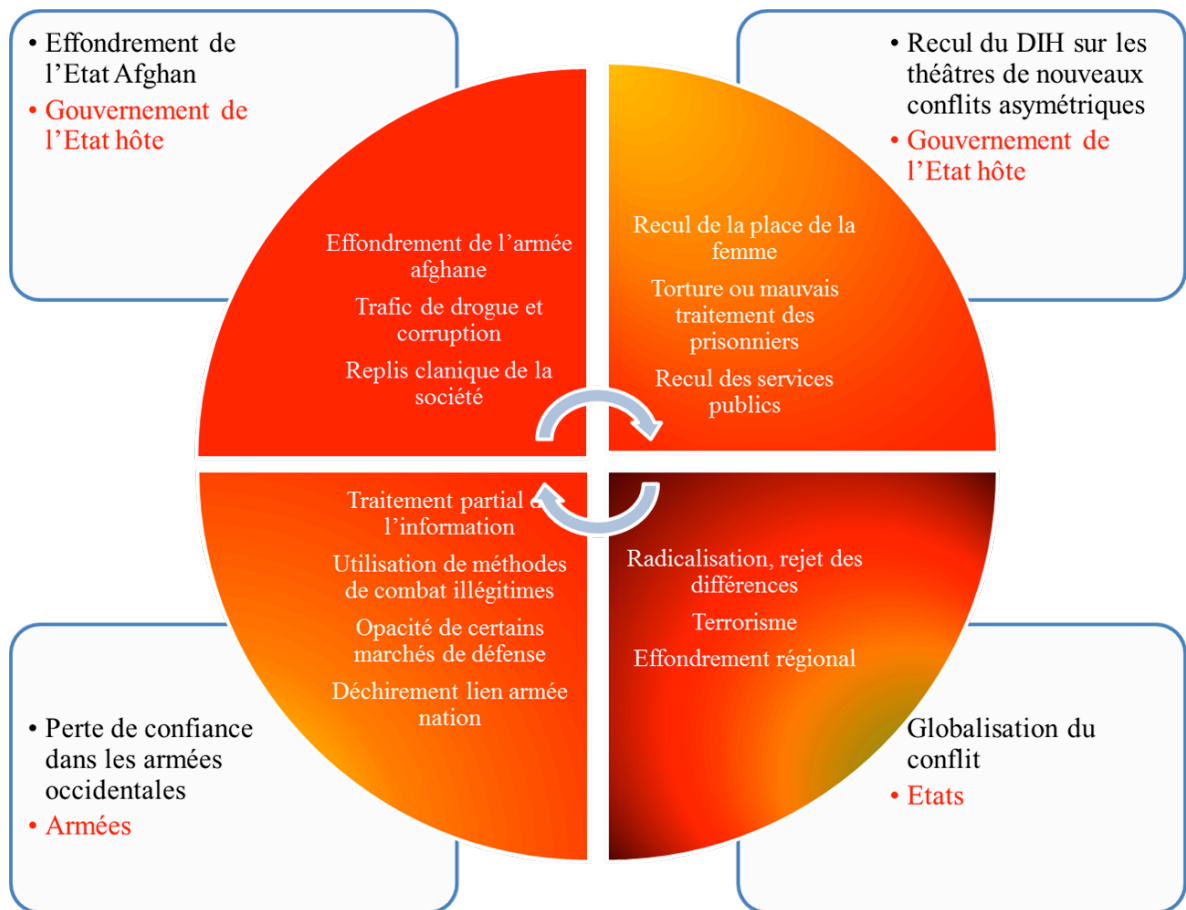 • Effondrement de
l'Etat Afghan
• Gouvernement de
l'Etat hôte
• Recul du DIH sur les
théâtres de nouveaux
conflits asymétriques
• Gouvernement de
l'Etat hôte
Effondrement de l'armée
afghane
Trafic de drogue et
corruption
Replis clanique de la
société
Recul de la place de la
femme
Torture ou mauvais
traitement des
prisonniers
Recul des services
publics
Traitement partial
l'information
Utilisation de méthodes
de combat illégitimes
Opacité de certains
marchés de défense
Déchirement lien armée
nation
Radicalisation, rejet des
différences
Terrorisme
Effondrement régional
• Perte de confiance
dans les armées
occidentales
• Armées
Globalisation du
conflit
• Etats